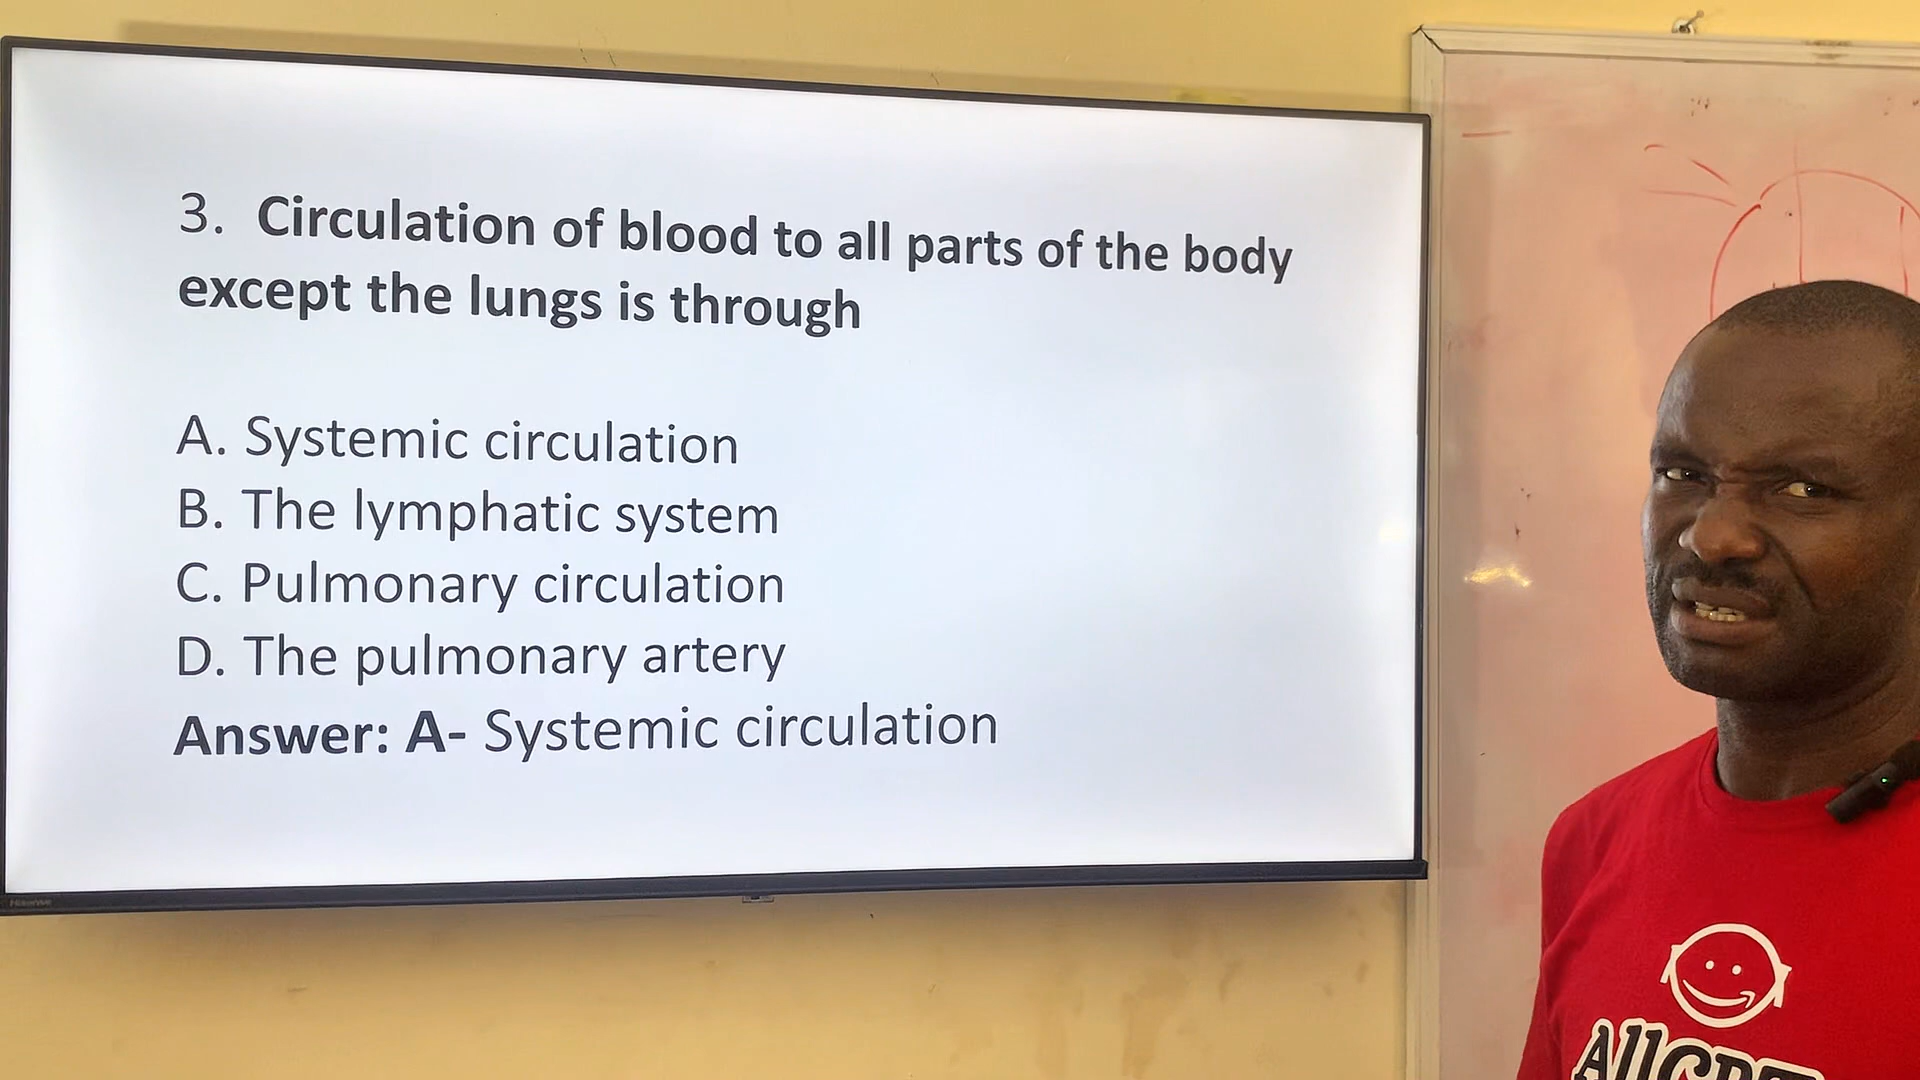 3. Circulation of blood to all parts of the body
except the lungs is through
A. Systemic circulation
B. The lymphatic system
C. Pulmonary circulation
D. The pulmonary artery
Answer: A- Systemic circulation